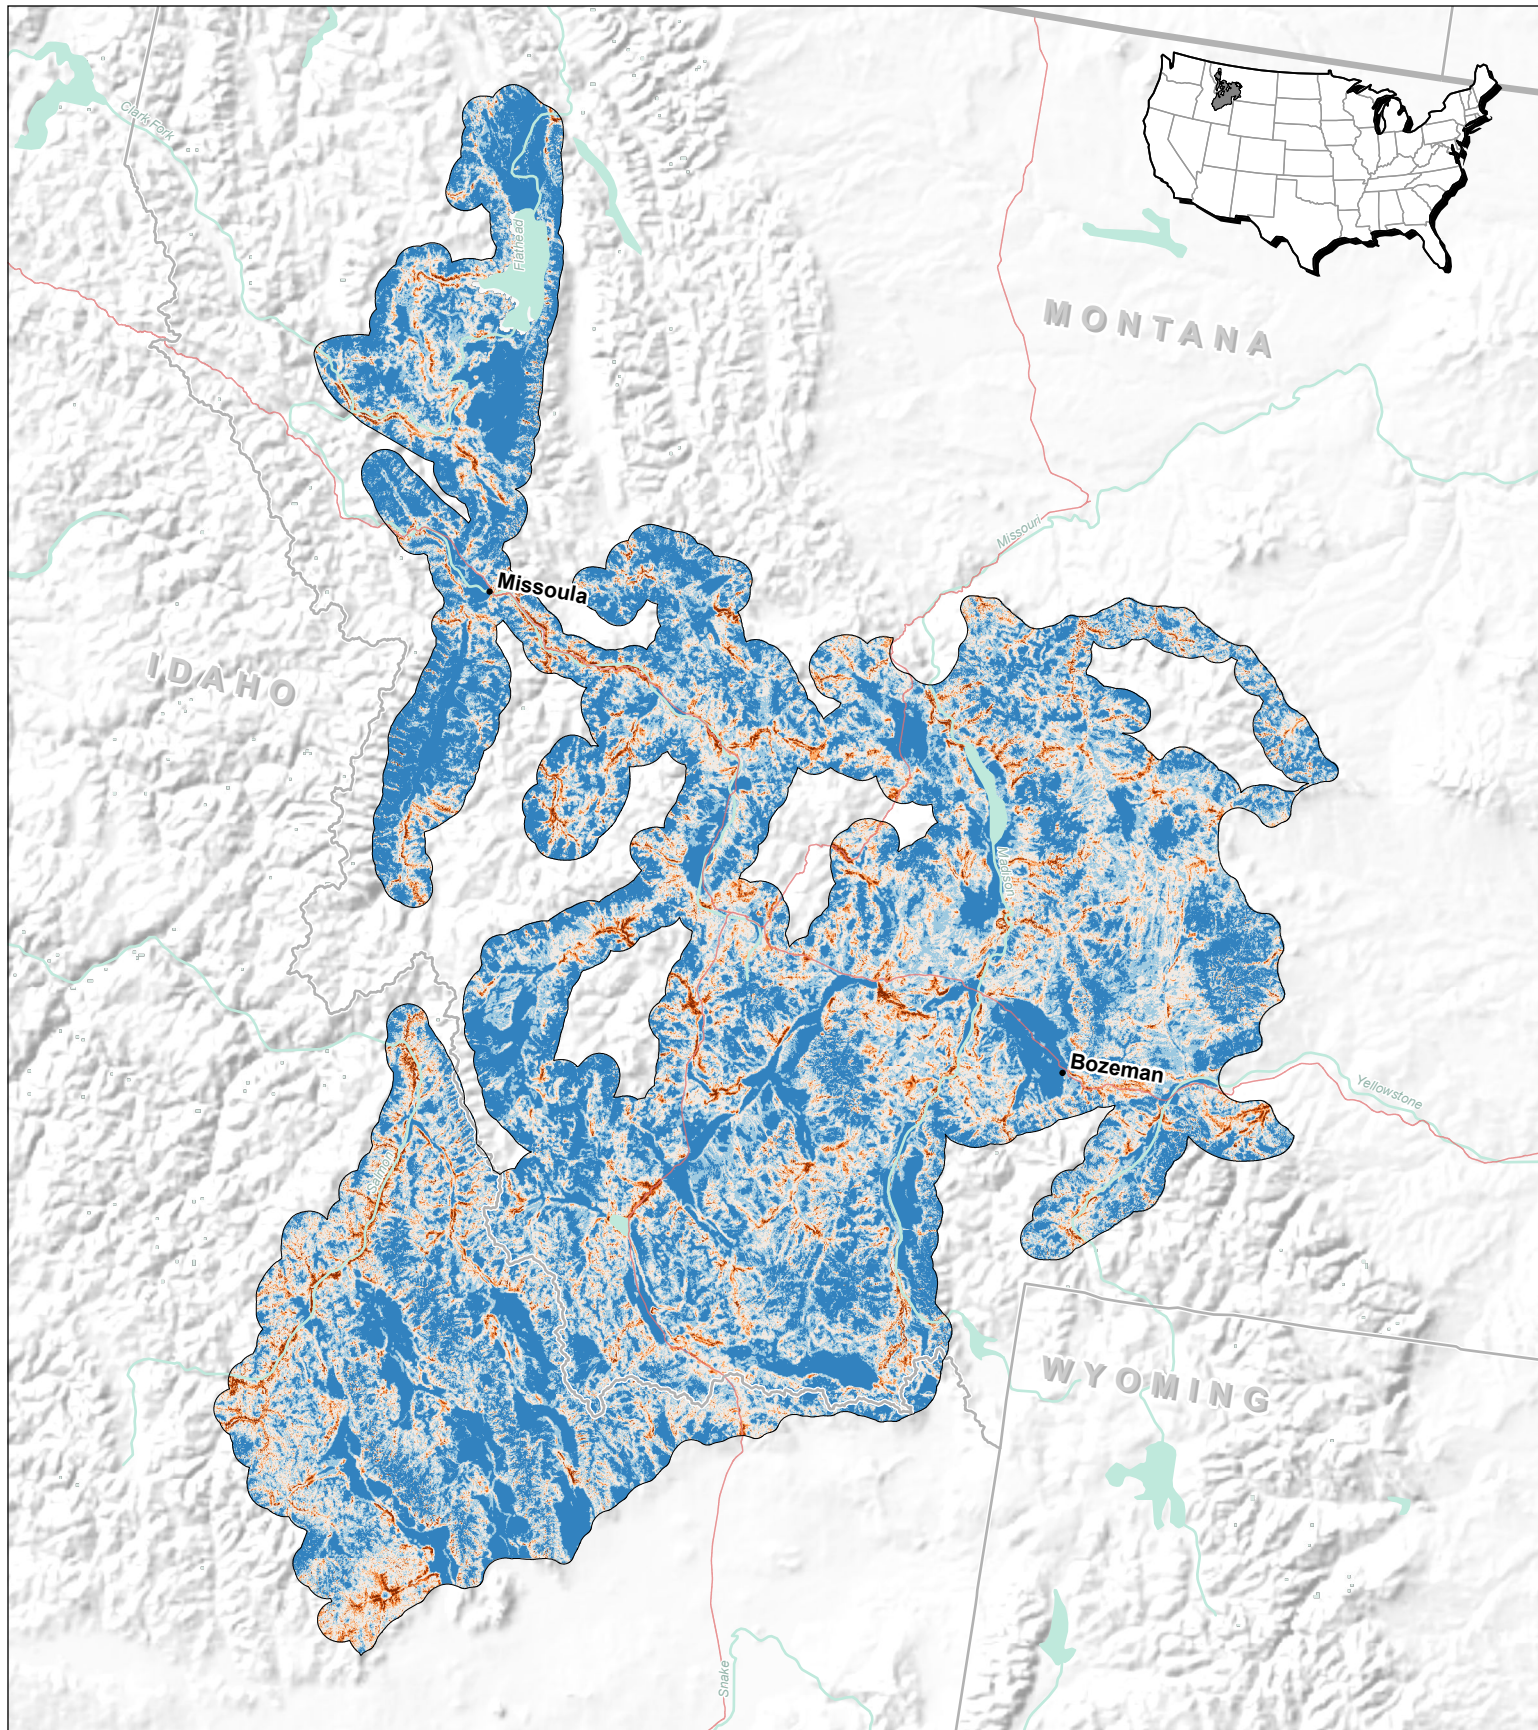 Clark Fork
Flathead
MONTANA
Missouri
Missoula
IDAHO
Madison
Bozeman
Yellowstone
Salmon
WYOMING
Snake